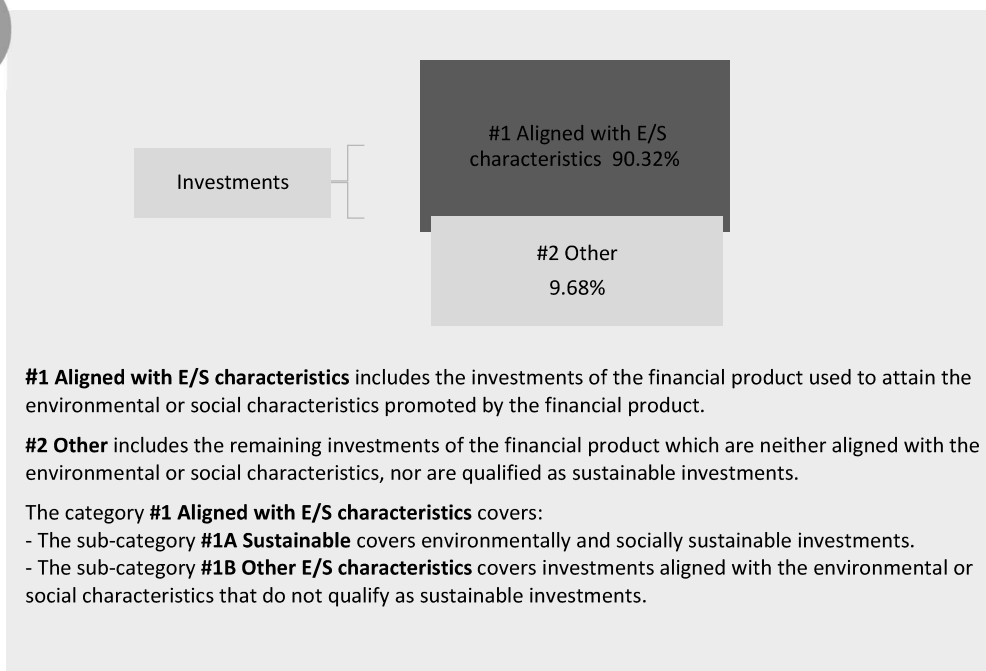 #1 Aligned with E/S
characteristics 90.32%
Investments
#2 Other
9.68%
#1 Aligned with E/S characteristics includes the investments of the financial product used to attain the
environmental or social characteristics promoted by the financial product.
#2 Other includes the remaining investments of the financial product which are neither aligned with the
environmental or social characteristics, nor are qualified as sustainable investments.
The category #1 Aligned with E/S characteristics covers:
- The sub-category #1A Sustainable covers environmentally and socially sustainable investments.
- The sub-category #1B Other E/S characteristics covers investments aligned with the environmental or
social characteristics that do not qualify as sustainable investments.